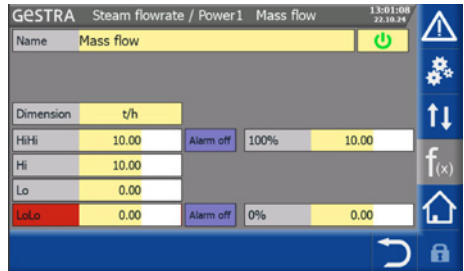 GESTRA Steam flowrate / Power1 Mass flow 13:01:08
22.10.24
Name Mass flow
Dimension t/h
HiHi 10.00 Alarm off 100% 10.00
Hi 10.00
Lo 0.00
LoLo 0.00 Alarm off 0% 0.00
f(x)